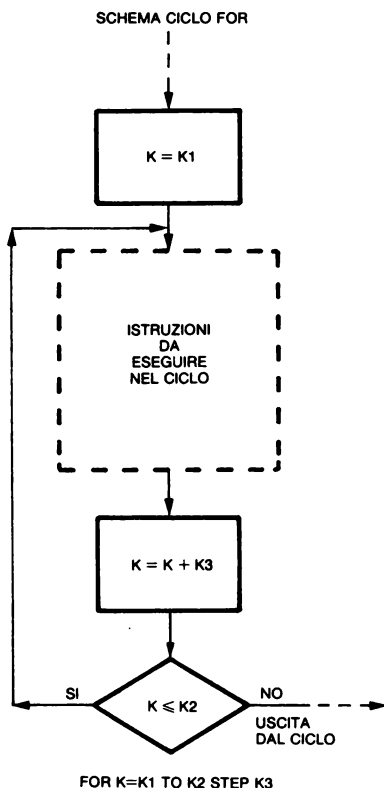 SCHEMA CICLO FOR
K = K1
ISTRUZIONI
DA
ESEGUIRE
NEL CICLO
K = K + K3
SI
K ⩽ K2
NO
USCITA
DAL CICLO
FOR K=K1 TO K2 STEP K3